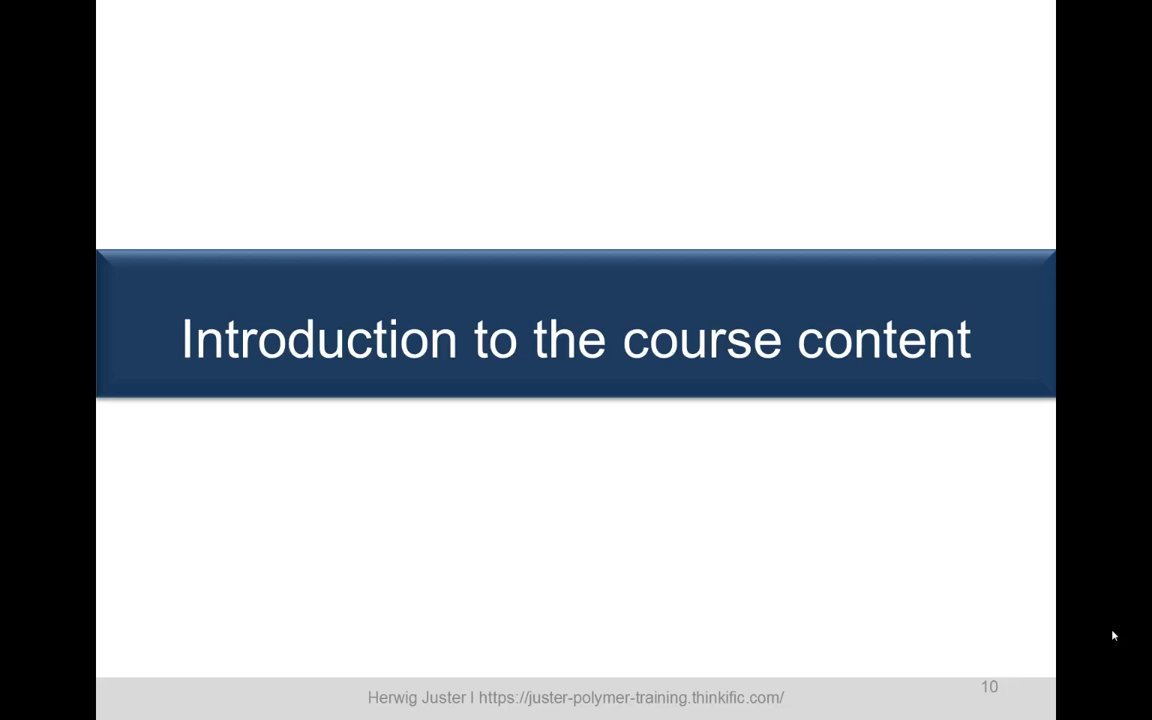 Introduction to the course content
10
Herwig Juster I https://juster-polymer-training.thinkific.com/